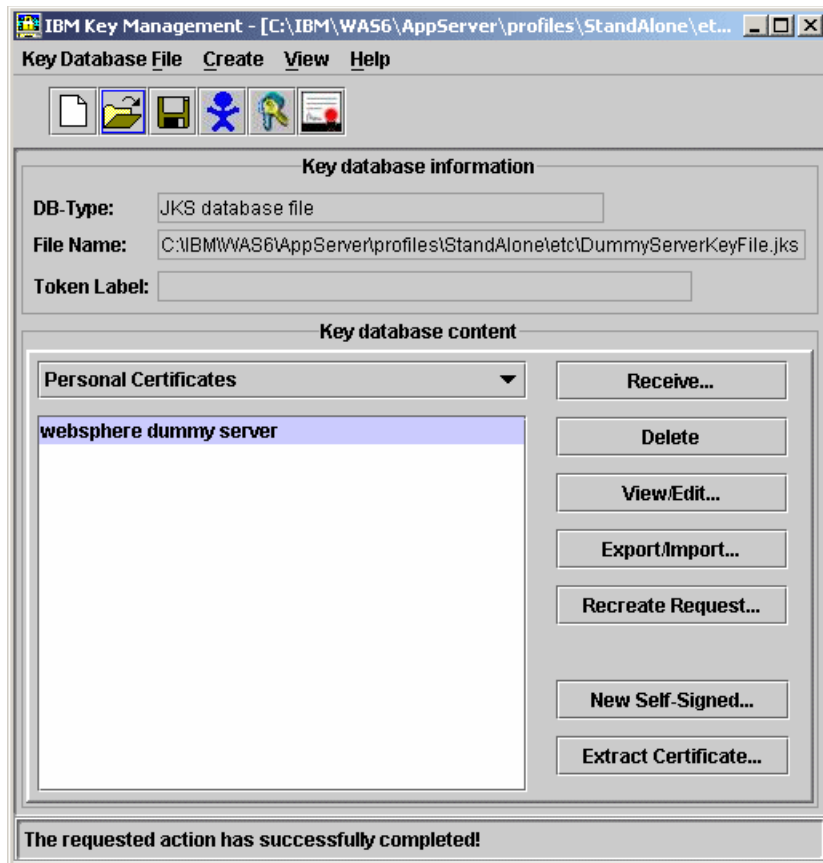 IBM Key Management - [C:\IBM\WAS6\AppServer\profiles\StandAlone\et...
Key Database File Create View Help
Key database information
DB-Type: JKS database file
File Name: C:\IBM\WAS6\AppServer\profiles\StandAlone\etc\DummyServerKeyFile.jks
Token Label:
Key database content
Personal Certificates
Receive...
websphere dummy server
Delete
View/Edit...
Export/Import...
Recreate Request...
New Self-Signed...
Extract Certificate...
The requested action has successfully completed!